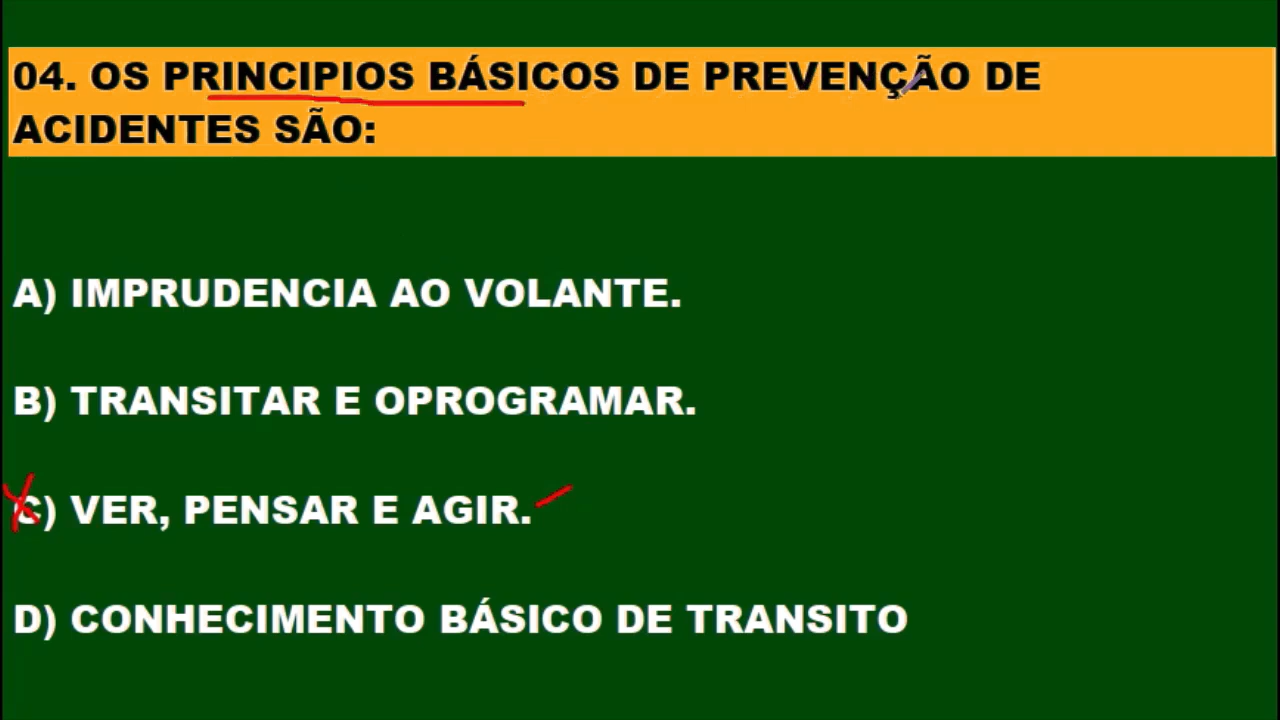 04. OS PRINCIPIOS BÁSICOS DE PREVENÇÃO DE
ACIDENTES SÃO:
A) IMPRUDENCIA AO VOLANTE.
B) TRANSITAR E OPROGRAMAR.
C) VER, PENSAR E AGIR.
D) CONHECIMENTO BÁSICO DE TRANSITO